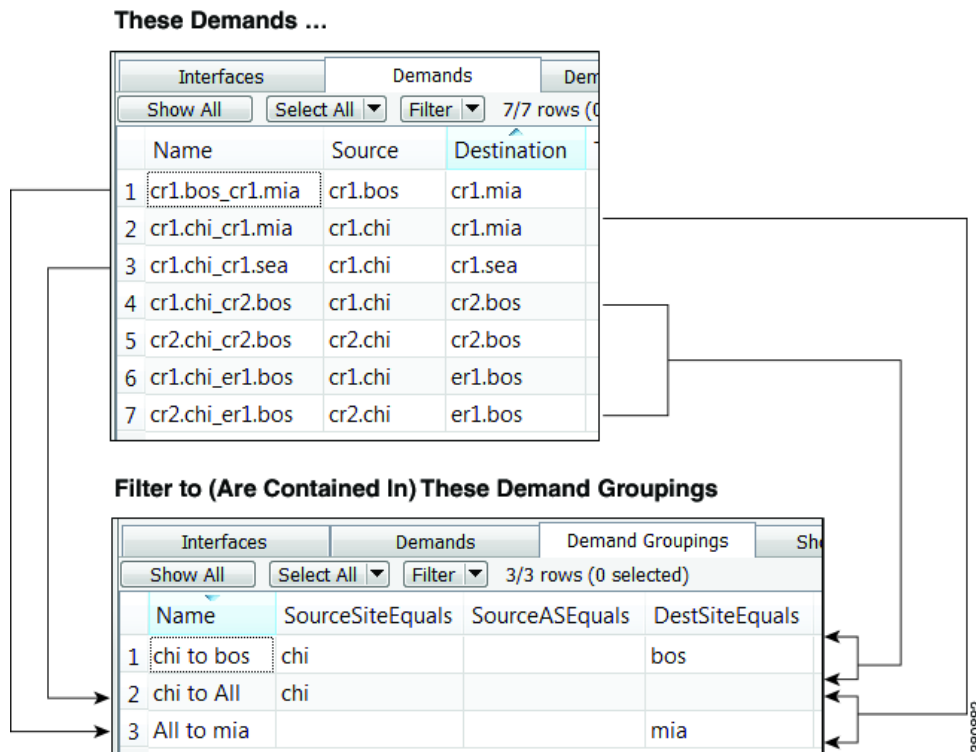 These Demands ...
Interfaces Demands Dem
Show All Select All Filter 7/7 rows (0
Name Source Destination
1 cr1.bos_cr1.mia cr1.bos cr1.mia
2 cr1.chi_cr1.mia cr1.chi cr1.mia
3 cr1.chi_cr1.sea cr1.chi cr1.sea
4 cr1.chi_cr2.bos cr1.chi cr2.bos
5 cr2.chi_cr2.bos cr2.chi cr2.bos
6 cr1.chi_er1.bos cr1.chi er1.bos
7 cr2.chi_er1.bos cr2.chi er1.bos
Filter to (Are Contained In) These Demand Groupings
Interfaces Demands Demand Groupings Sh
Show All Select All Filter 3/3 rows (0 selected)
Name SourceSiteEquals SourceASEquals DestSiteEquals
1 chi to bos chi bos
2 chi to All chi
3 All to mia mia